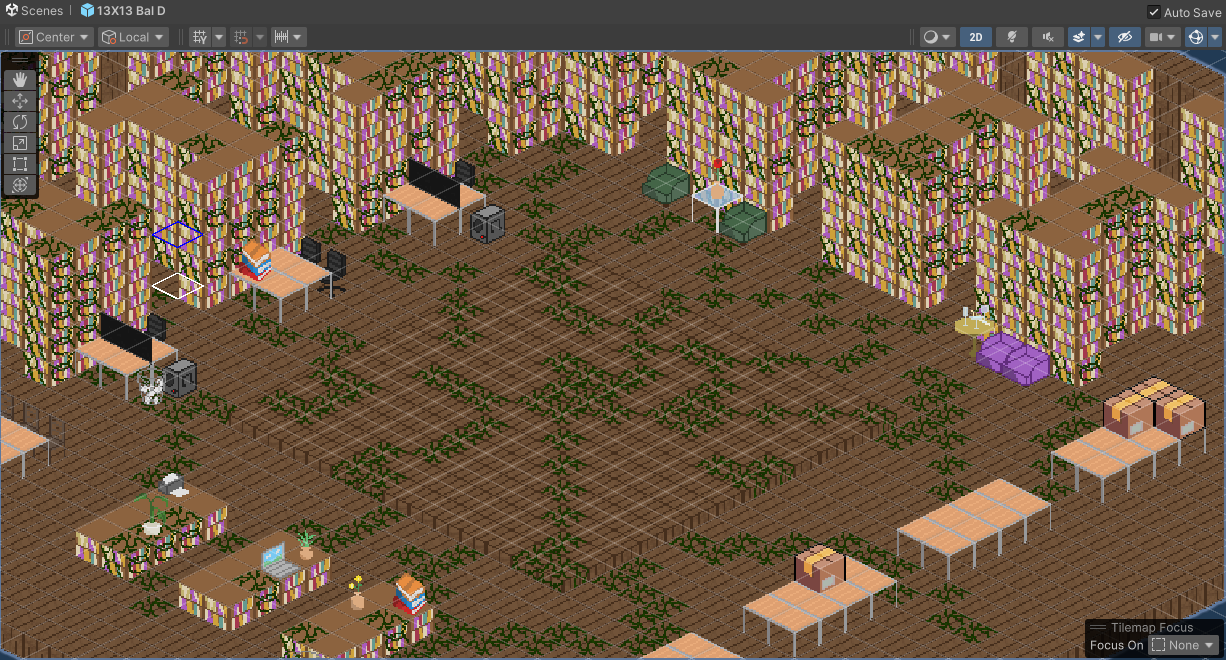 Scenes 13X13 Bal D
Auto Save
Center Local 2D
Tilemap Focus
Focus On None